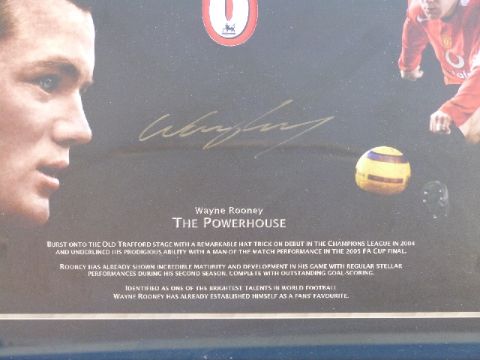 Wayne Rooney
THE POWERHOUSE
BURST ONTO THE OLD TRAFFORD STAGE WITH A REMARKABLE HAT TRICK ON DEBUT IN THE CHAMPIONS LEAGUE IN 2004
AND UNDERLINED HIS PRODIGIOUS ABILITY WITH A MAN OF THE MATCH PERFORMANCE IN THE 2005 FA CUP FINAL.
ROONEY HAS ALREADY SHOWN INCREDIBLE MATURITY AND DEVELOPMENT IN HIS GAME WITH REGULAR STELLAR
PERFORMANCES DURING HIS SECOND SEASON, COMPLETE WITH OUTSTANDING GOAL-SCORING.
IDENTIFIED AS ONE OF THE BRIGHTEST TALENTS IN WORLD FOOTBALL
WAYNE ROONEY HAS ALREADY ESTABLISHED HIMSELF AS A FANS' FAVOURITE.